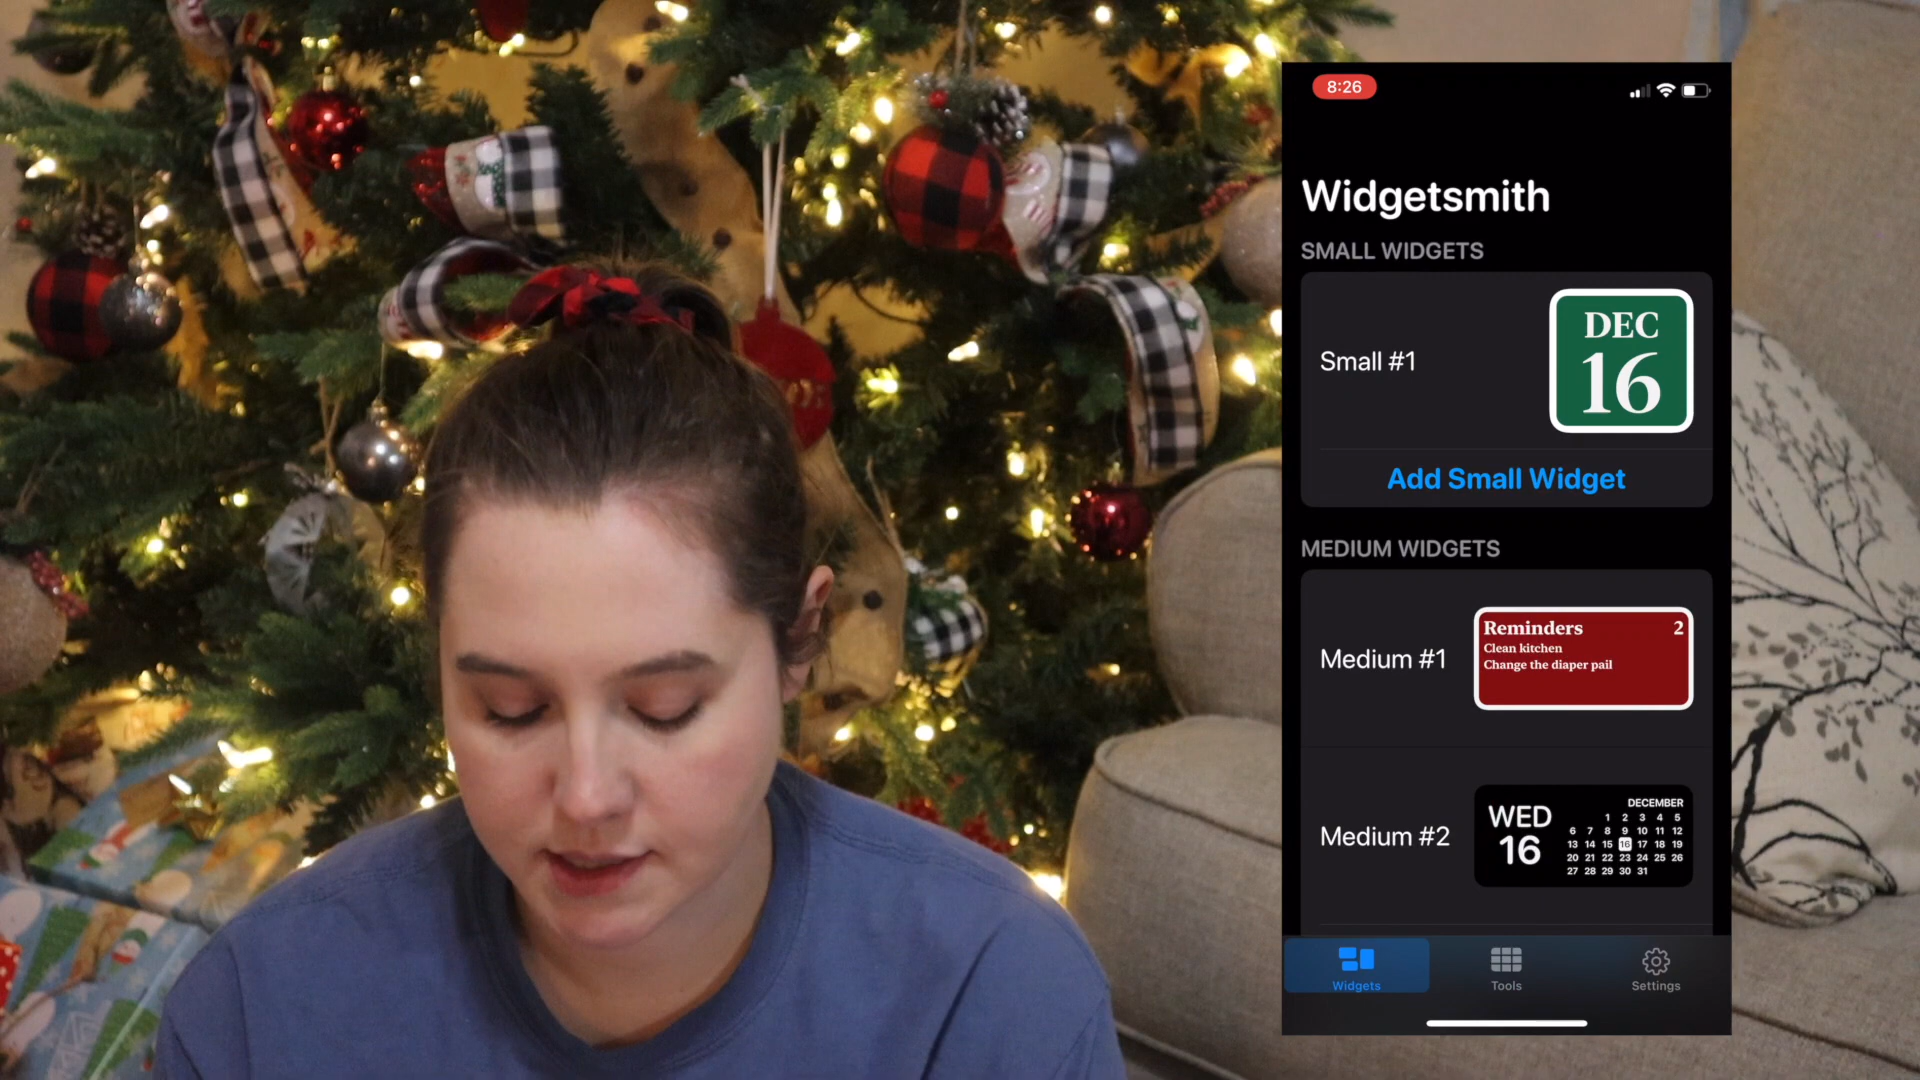 8:26
Widgetsmith
SMALL WIDGETS
Small #1
DEC
16
Add Small Widget
MEDIUM WIDGETS
Medium #1
Reminders 2
Clean kitchen
Change the diaper pail
Medium #2
WED
16
DECEMBER
1 2 3 4 5
6 7 8 9 10 11 12
13 14 15 16 17 18 19
20 21 22 23 24 25 26
27 28 29 30 31
Widgets
Tools
Settings